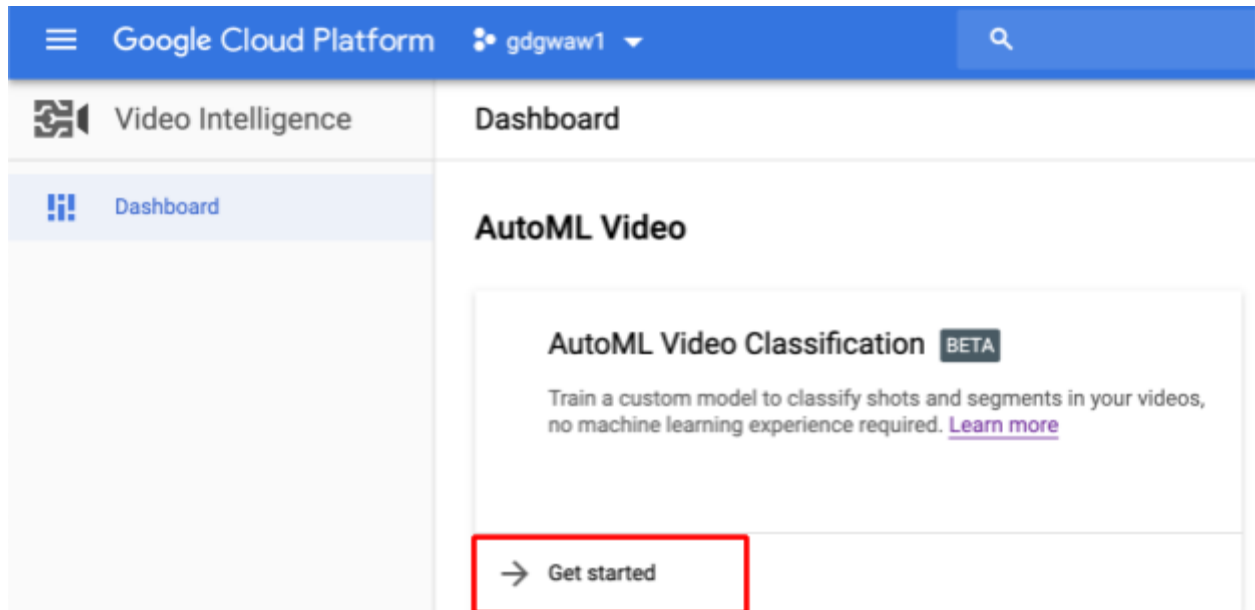 Google Cloud Platform gdgwaw1
Video Intelligence
Dashboard
Dashboard
AutoML Video
AutoML Video Classification BETA
Train a custom model to classify shots and segments in your videos,
no machine learning experience required. Learn more
Get started